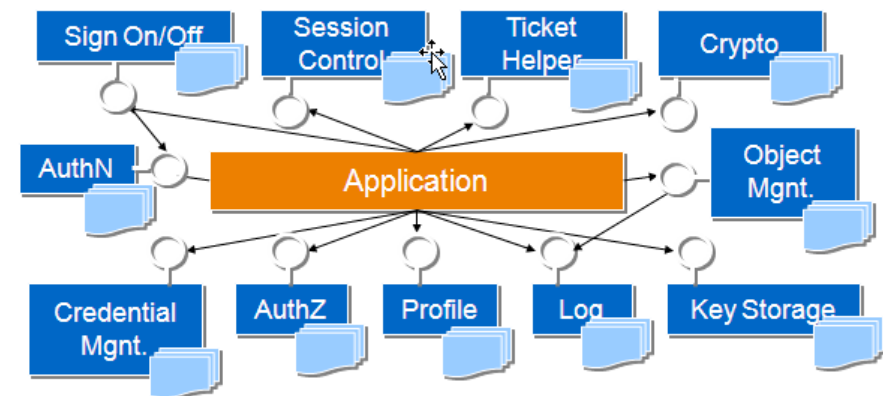 Sign On/Off
Session
Control
Ticket
Helper
Crypto
AuthN
Application
Object
Mgnt.
Credential
Mgnt.
AuthZ
Profile
Log
Key Storage